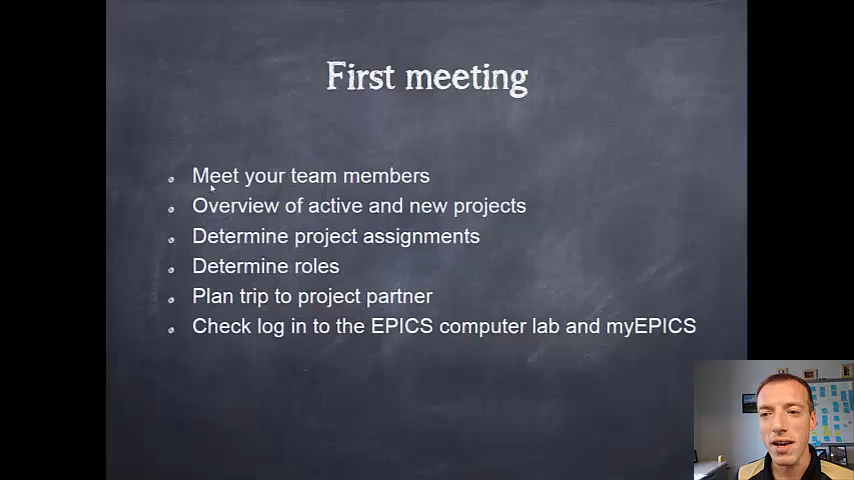 First meeting
Meet your team members
Overview of active and new projects
Determine project assignments
Determine roles
Plan trip to project partner
Check log in to the EPICS computer lab and myEPICS